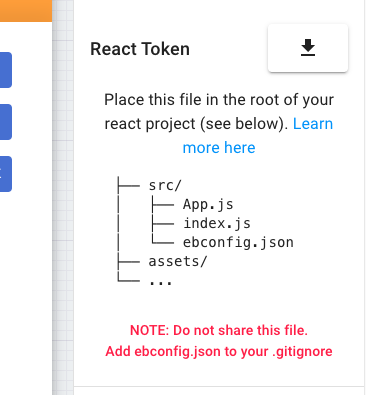 React Token
Place this file in the root of your
react project (see below). Learn
more here
├── src/
│   ├── App.js
│   ├── index.js
│   └── ebconfig.json
├── assets/
└── ...
NOTE: Do not share this file.
Add ebconfig.json to your .gitignore